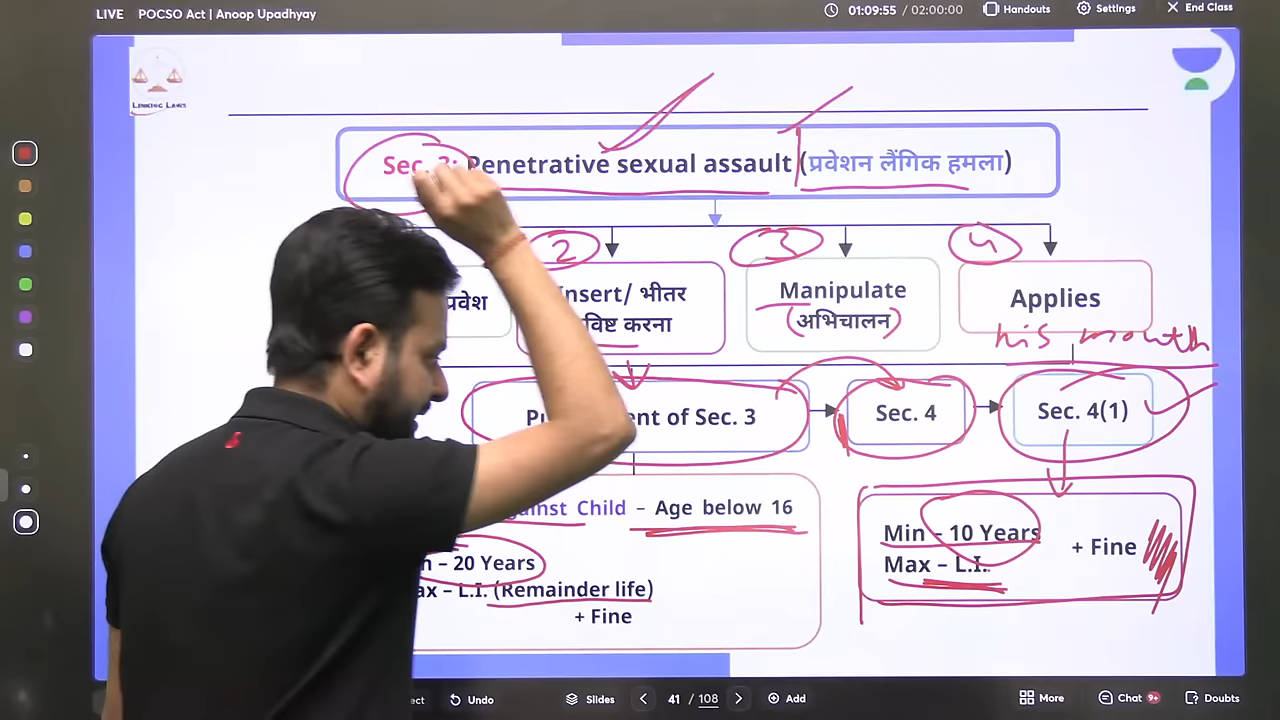 LIVE POCSO Act | Anoop Upadhyay
01:09:55 / 02:00:00 Handouts Settings End Class
LINKING LAWS
Sec. 3: Penetrative sexual assault (प्रवेशन लैंगिक हमला)
2 3 4
प्रवेश
Insert/ भीतर
करना
Manipulate
(अभिचालन)
Applies
his mouth
of Sec. 3
Sec. 4
Sec. 4(1)
Child – Age below 16
– 20 Years
– L.I. (Remainder life)
+ Fine
Min – 10 Years
Max – L.I.
+ Fine
Undo Slides 41 / 108 Add More Chat 9+ Doubts